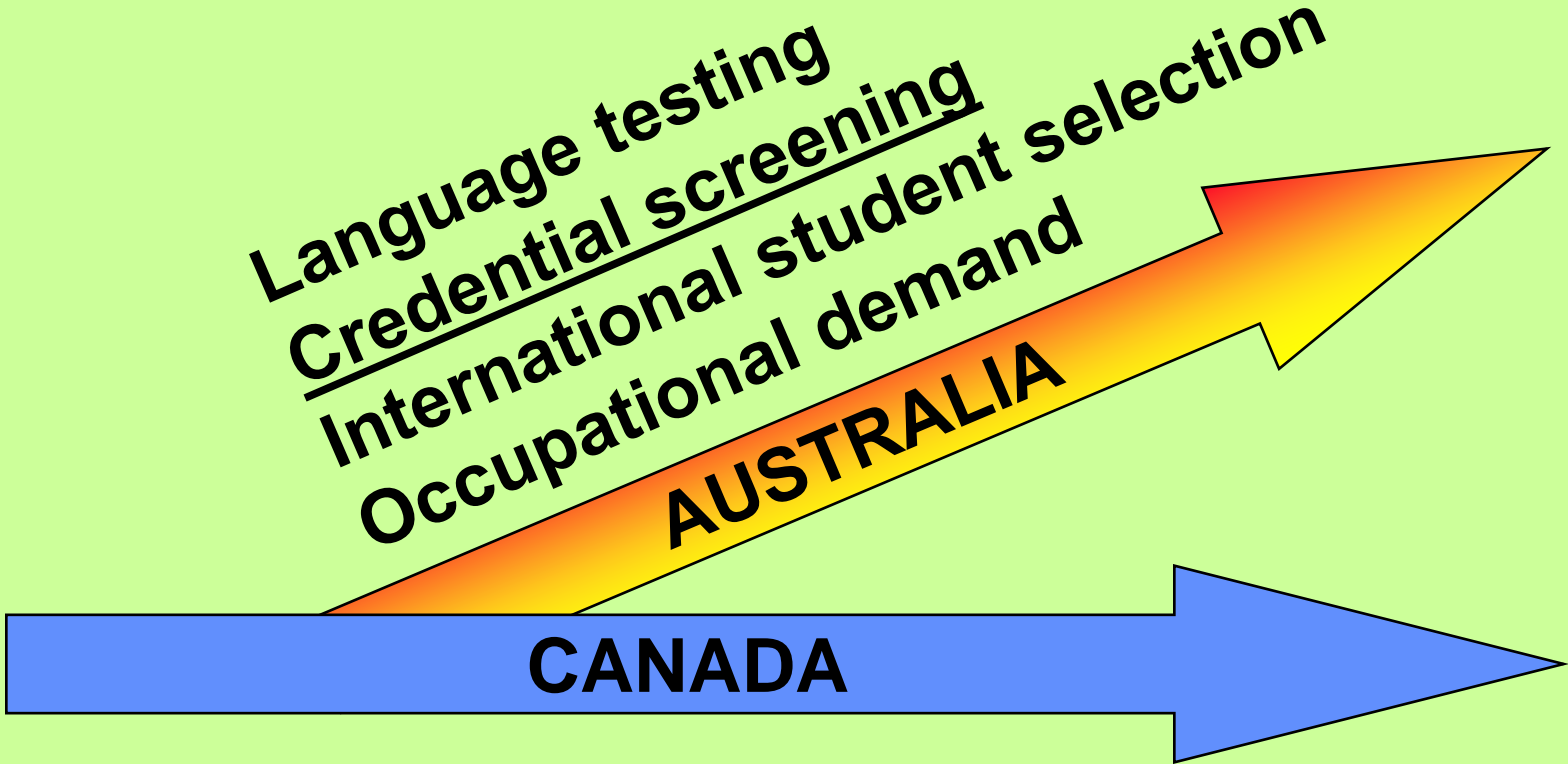 Language testing
Credential screening
International student selection
Occupational demand
AUSTRALIA
CANADA